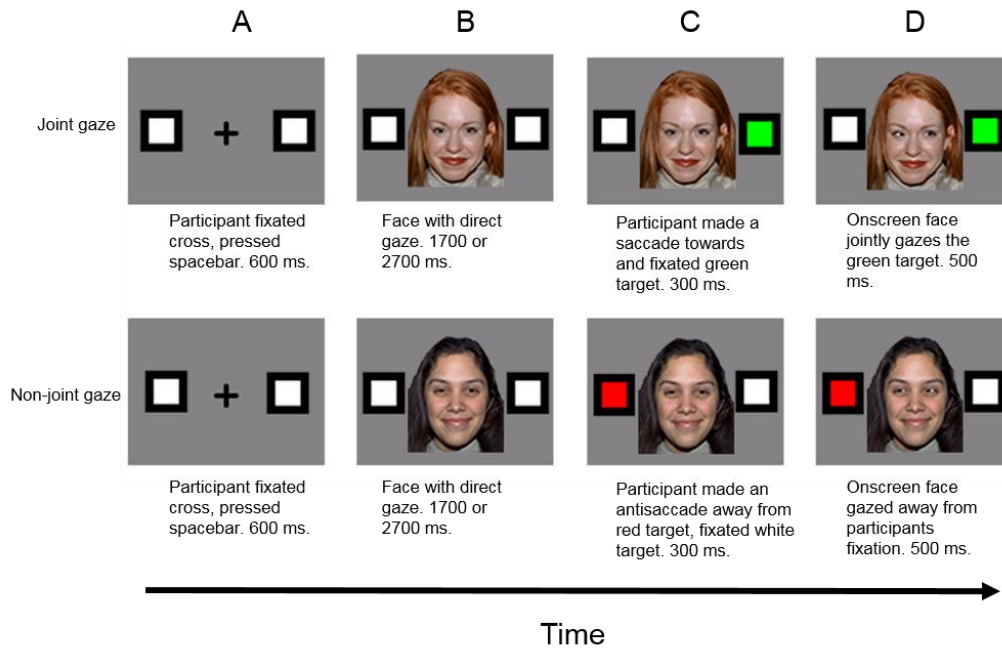 A
B
C
D
Joint gaze
Participant fixated
cross, pressed
spacebar. 600 ms.
Face with direct
gaze. 1700 or
2700 ms.
Participant made a
saccade towards
and fixated green
target. 300 ms.
Onscreen face
jointly gazes the
green target. 500
ms.
Non-joint gaze
Participant fixated
cross, pressed
spacebar. 600 ms.
Face with direct
gaze. 1700 or
2700 ms.
Participant made an
antisaccade away from
red target, fixated white
target. 300 ms.
Onscreen face
gazed away from
participants
fixation. 500 ms.
Time